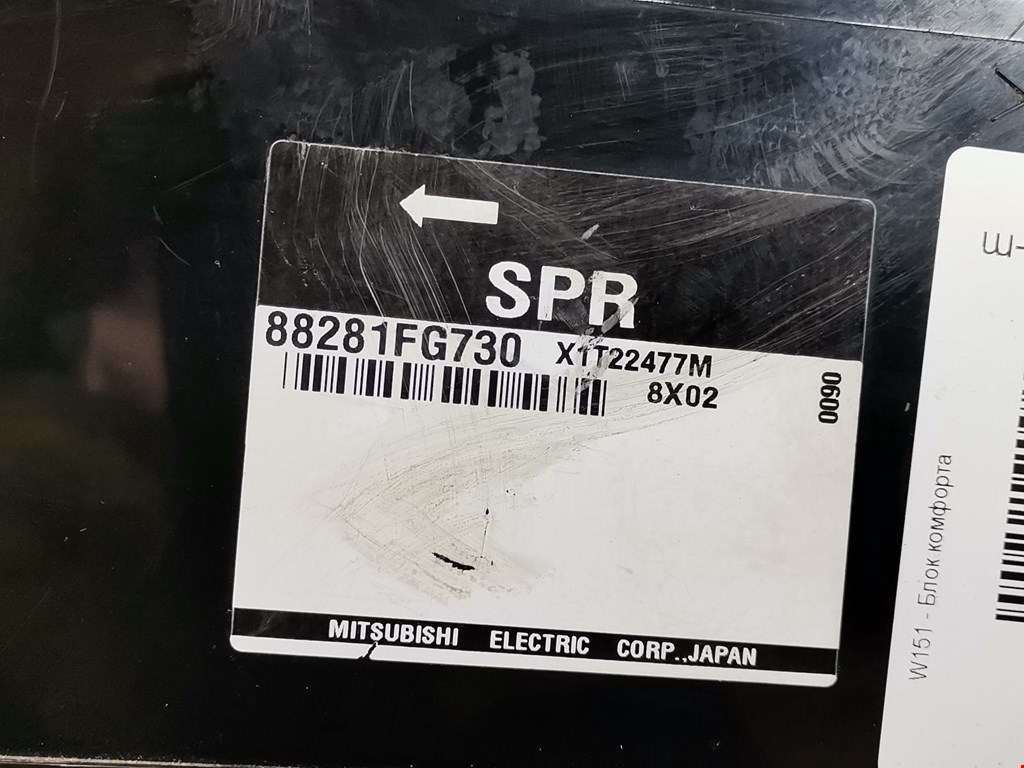 SPR
88281FG730 X1T22477M
8X02
0090
MITSUBISHI ELECTRIC CORP.,JAPAN
W151 - Блок комфорта